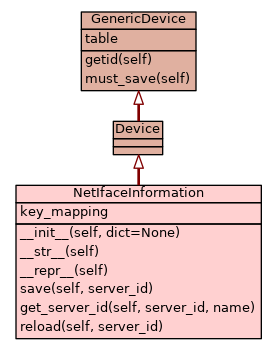 GenericDevice
table
getid(self)
must_save(self)
Device
NetIfaceInformation
key_mapping
__init__(self, dict=None)
__str__(self)
__repr__(self)
save(self, server_id)
get_server_id(self, server_id, name)
reload(self, server_id)